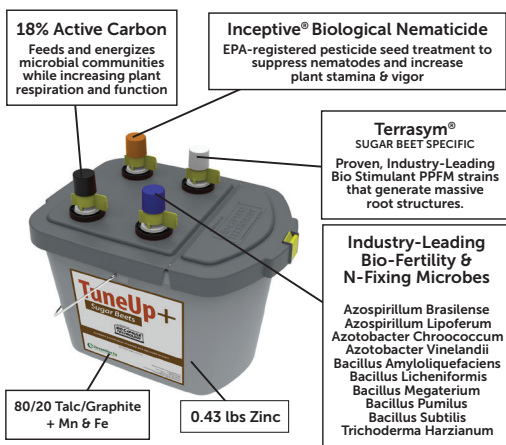 18% Active Carbon
Feeds and energizes
microbial communities
while increasing plant
respiration and function
Inceptive® Biological Nematicide
EPA-registered pesticide seed treatment to
suppress nematodes and increase
plant stamina & vigor
Terrasym®
SUGAR BEET SPECIFIC
Proven, Industry-Leading
Bio Stimulant PPFM strains
that generate massive
root structures.
Industry-Leading
Bio-Fertility &
N-Fixing Microbes
Azospirillum Brasilense
Azospirillum Lipoferum
Azotobacter Chroococcum
Azotobacter Vinelandii
Bacillus Amyloliquefaciens
Bacillus Licheniformis
Bacillus Megaterium
Bacillus Pumilus
Bacillus Subtilis
Trichoderma Harzianum
TuneUp+
Sugar Beets
80/20 Talc/Graphite
+ Mn & Fe
0.43 lbs Zinc